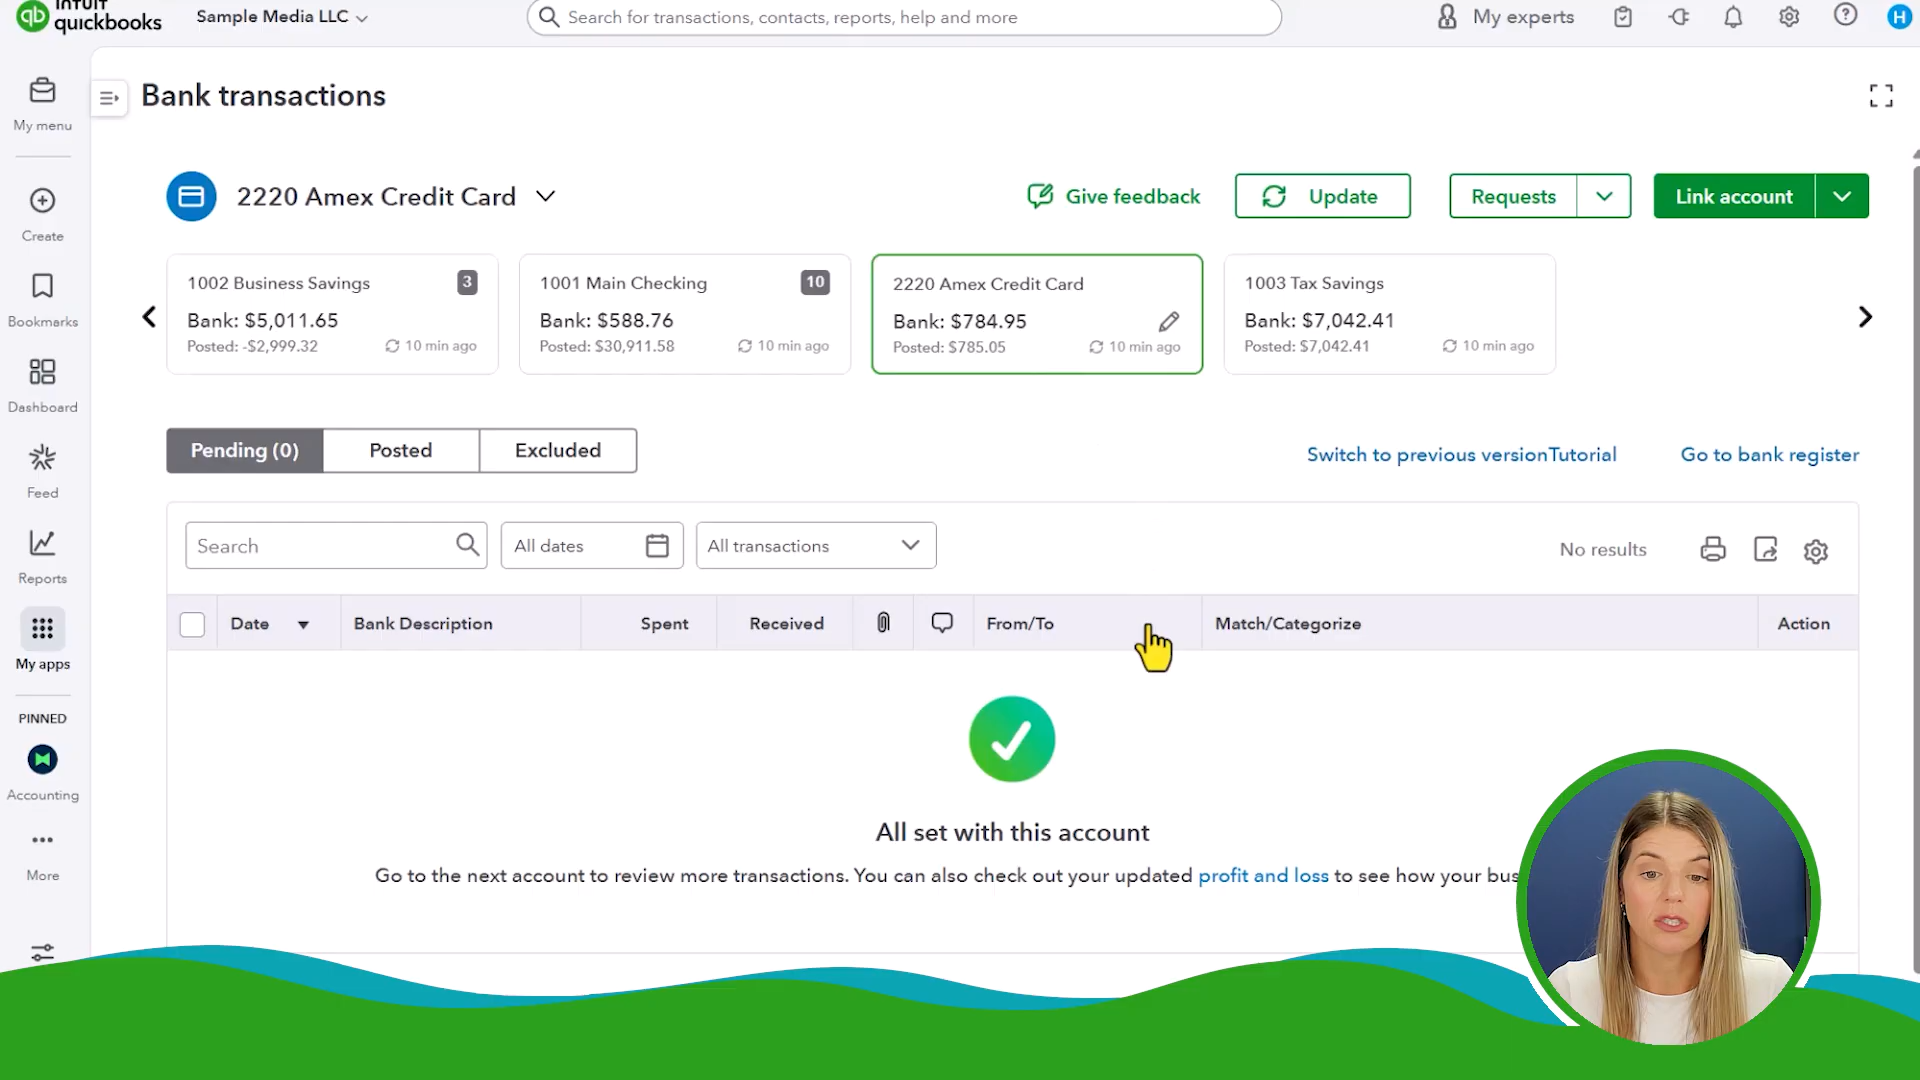 INTUIT
quickbooks
Sample Media LLC
Search for transactions, contacts, reports, help and more
My experts
H
My menu
Create
Bookmarks
Dashboard
Feed
Reports
My apps
PINNED
Accounting
More
Bank transactions
2220 Amex Credit Card
Give feedback
Update
Requests
Link account
1002 Business Savings
3
Bank: $5,011.65
Posted: -$2,999.32
10 min ago
1001 Main Checking
10
Bank: $588.76
Posted: $30,911.58
10 min ago
2220 Amex Credit Card
Bank: $784.95
Posted: $785.05
10 min ago
1003 Tax Savings
Bank: $7,042.41
Posted: $7,042.41
10 min ago
Pending (0)
Posted
Excluded
Switch to previous versionTutorial
Go to bank register
Search
All dates
All transactions
No results
Date
Bank Description
Spent
Received
From/To
Match/Categorize
Action
All set with this account
Go to the next account to review more transactions. You can also check out your updated profit and loss to see how your bus